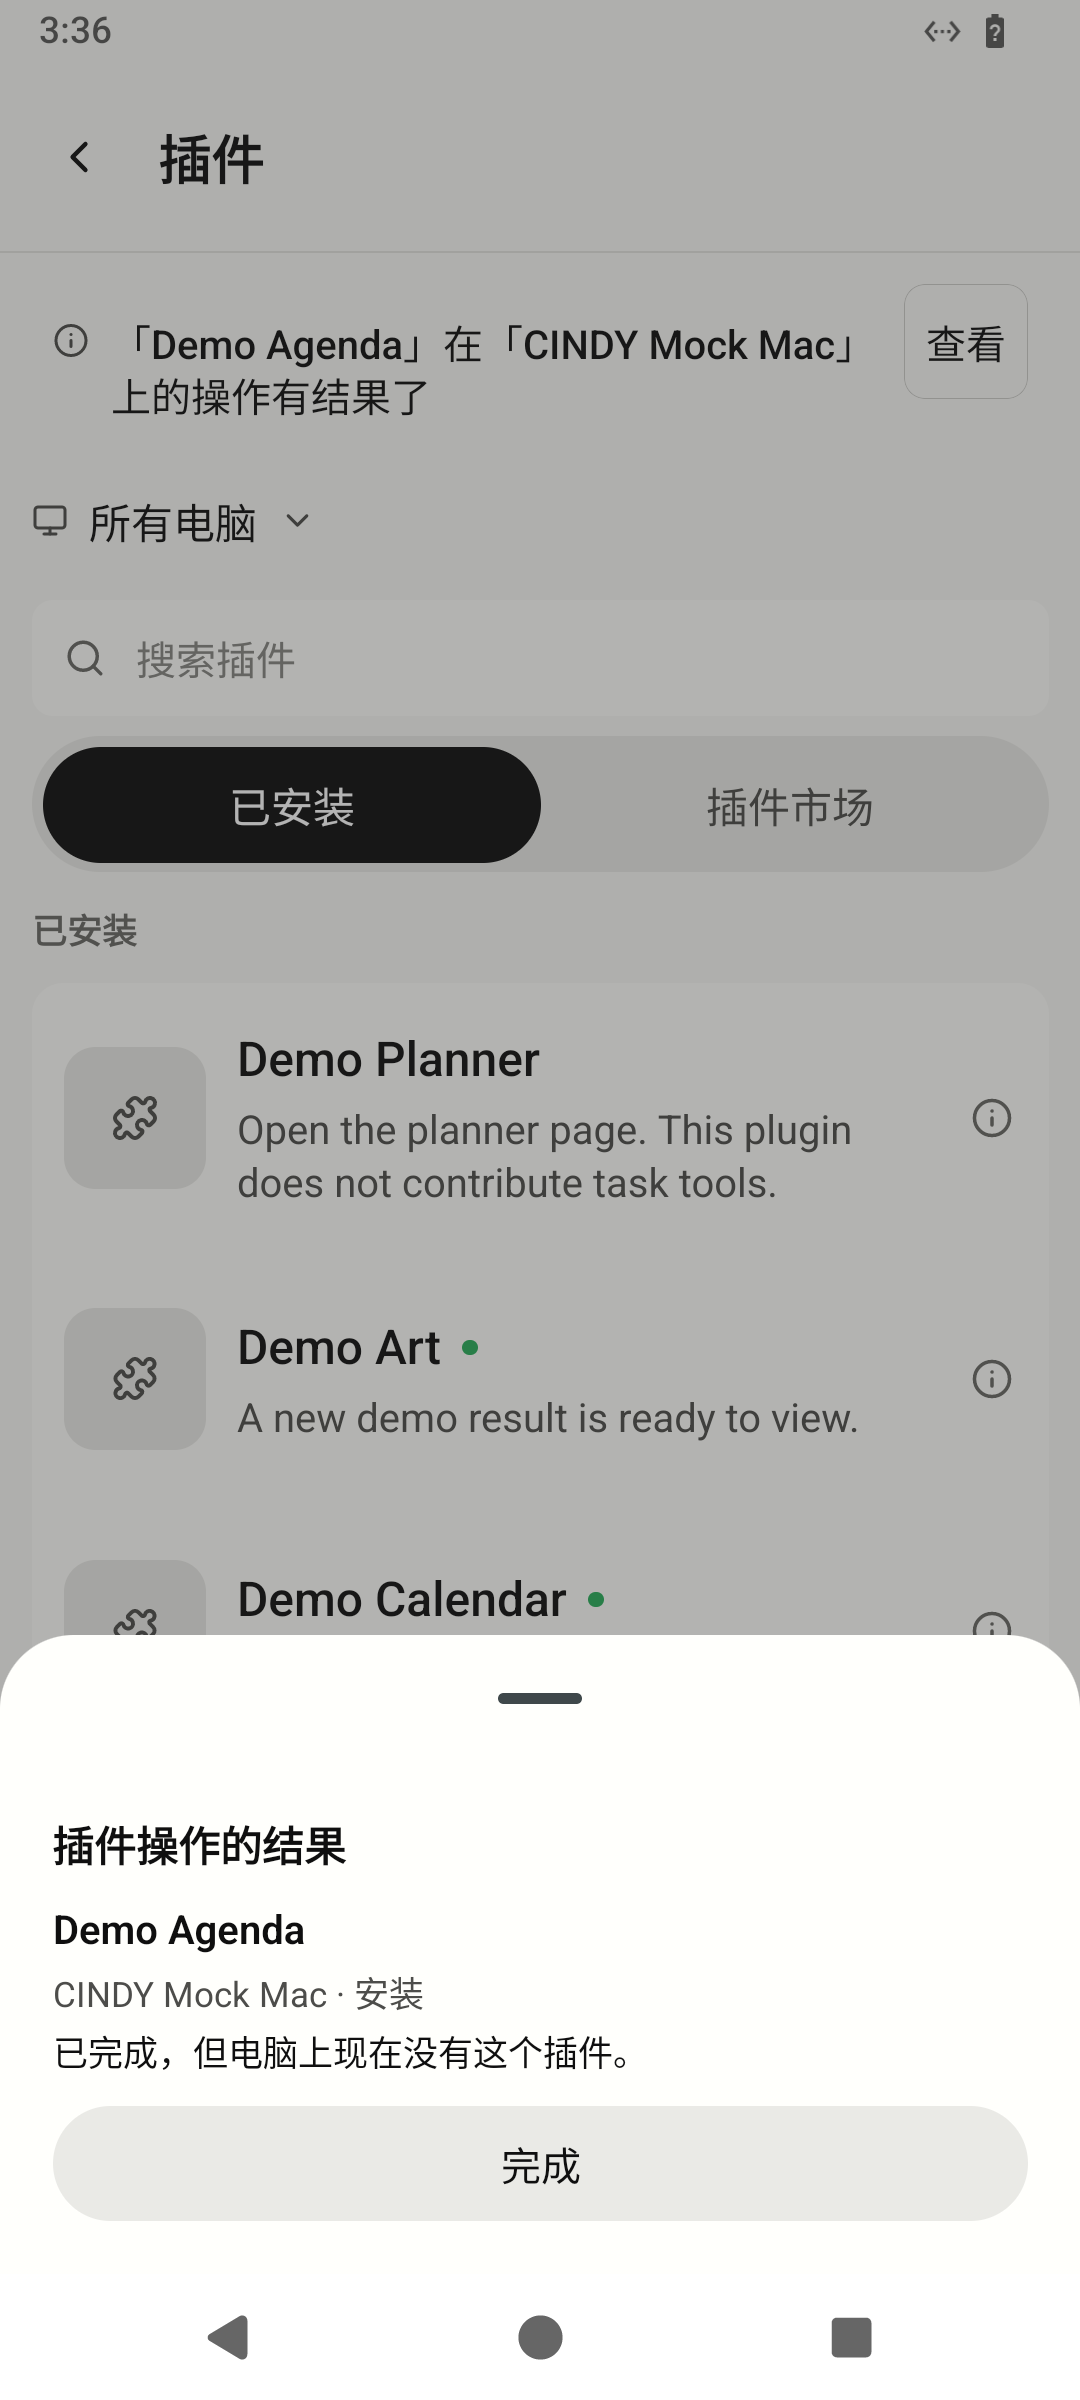 3:36
插件
「Demo Agenda」在「CINDY Mock Mac」
上的操作有结果了
查看
所有电脑
搜索插件
已安装
插件市场
已安装
Demo Planner
Open the planner page. This plugin
does not contribute task tools.
Demo Art
A new demo result is ready to view.
Demo Calendar
插件操作的结果
Demo Agenda
CINDY Mock Mac · 安装
已完成，但电脑上现在没有这个插件。
完成